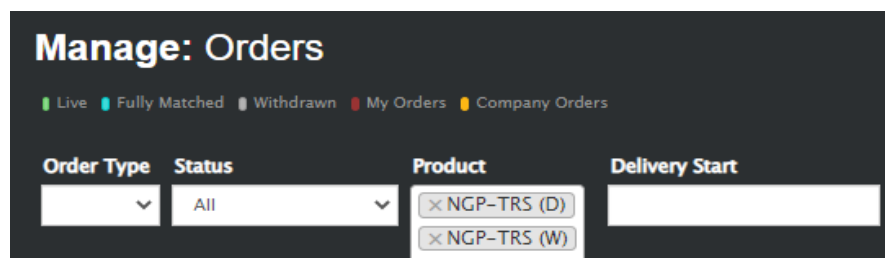 Manage: Orders
Live Fully Matched Withdrawn My Orders Company Orders
Order Type Status Product Delivery Start
All ×NGP-TRS (D)
×NGP-TRS (W)